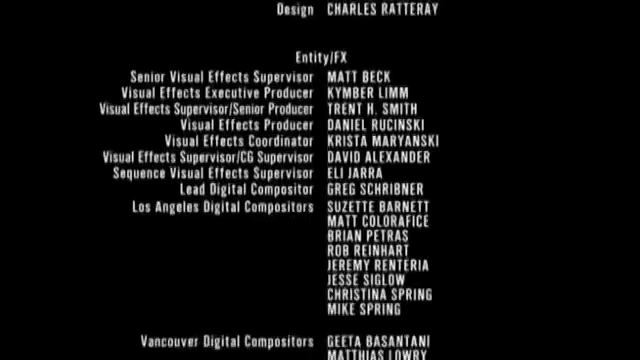 Design CHARLES RATTERAY
Entity/FX
Senior Visual Effects Supervisor MATT BECK
Visual Effects Executive Producer KYMBER LIMM
Visual Effects Supervisor/Senior Producer TRENT H. SMITH
Visual Effects Producer DANIEL RUCINSKI
Visual Effects Coordinator KRISTA MARYANSKI
Visual Effects Supervisor/CG Supervisor DAVID ALEXANDER
Sequence Visual Effects Supervisor ELI JARRA
Lead Digital Compositor GREG SCHRIBNER
Los Angeles Digital Compositors SUZETTE BARNETT
MATT COLORAFICE
BRIAN PETRAS
ROB REINHART
JEREMY RENTERIA
JESSE SIGLOW
CHRISTINA SPRING
MIKE SPRING
Vancouver Digital Compositors GEETA BASANTANI
MATTHIAS LOWRY